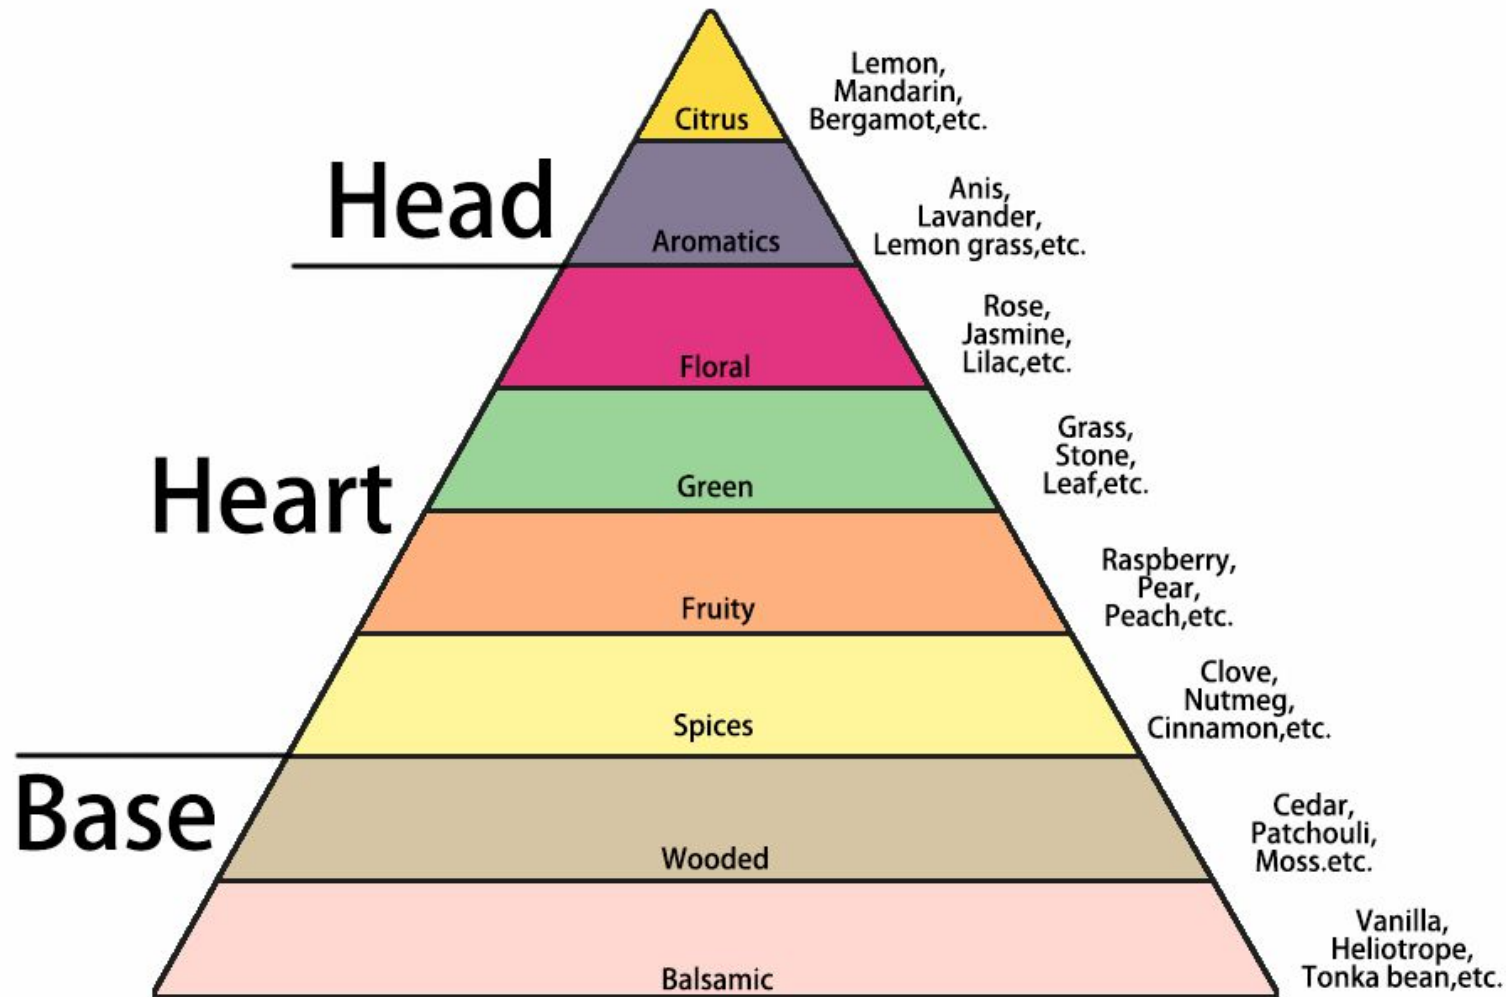 Citrus
Lemon,
Mandarin,
Bergamot,etc.
Head
Aromatics
Anis,
Lavander,
Lemon grass,etc.
Floral
Rose,
Jasmine,
Lilac,etc.
Heart
Green
Grass,
Stone,
Leaf,etc.
Fruity
Raspberry,
Pear,
Peach,etc.
Spices
Clove,
Nutmeg,
Cinnamon,etc.
Base
Wooded
Cedar,
Patchouli,
Moss.etc.
Balsamic
Vanilla,
Heliotrope,
Tonka bean,etc.